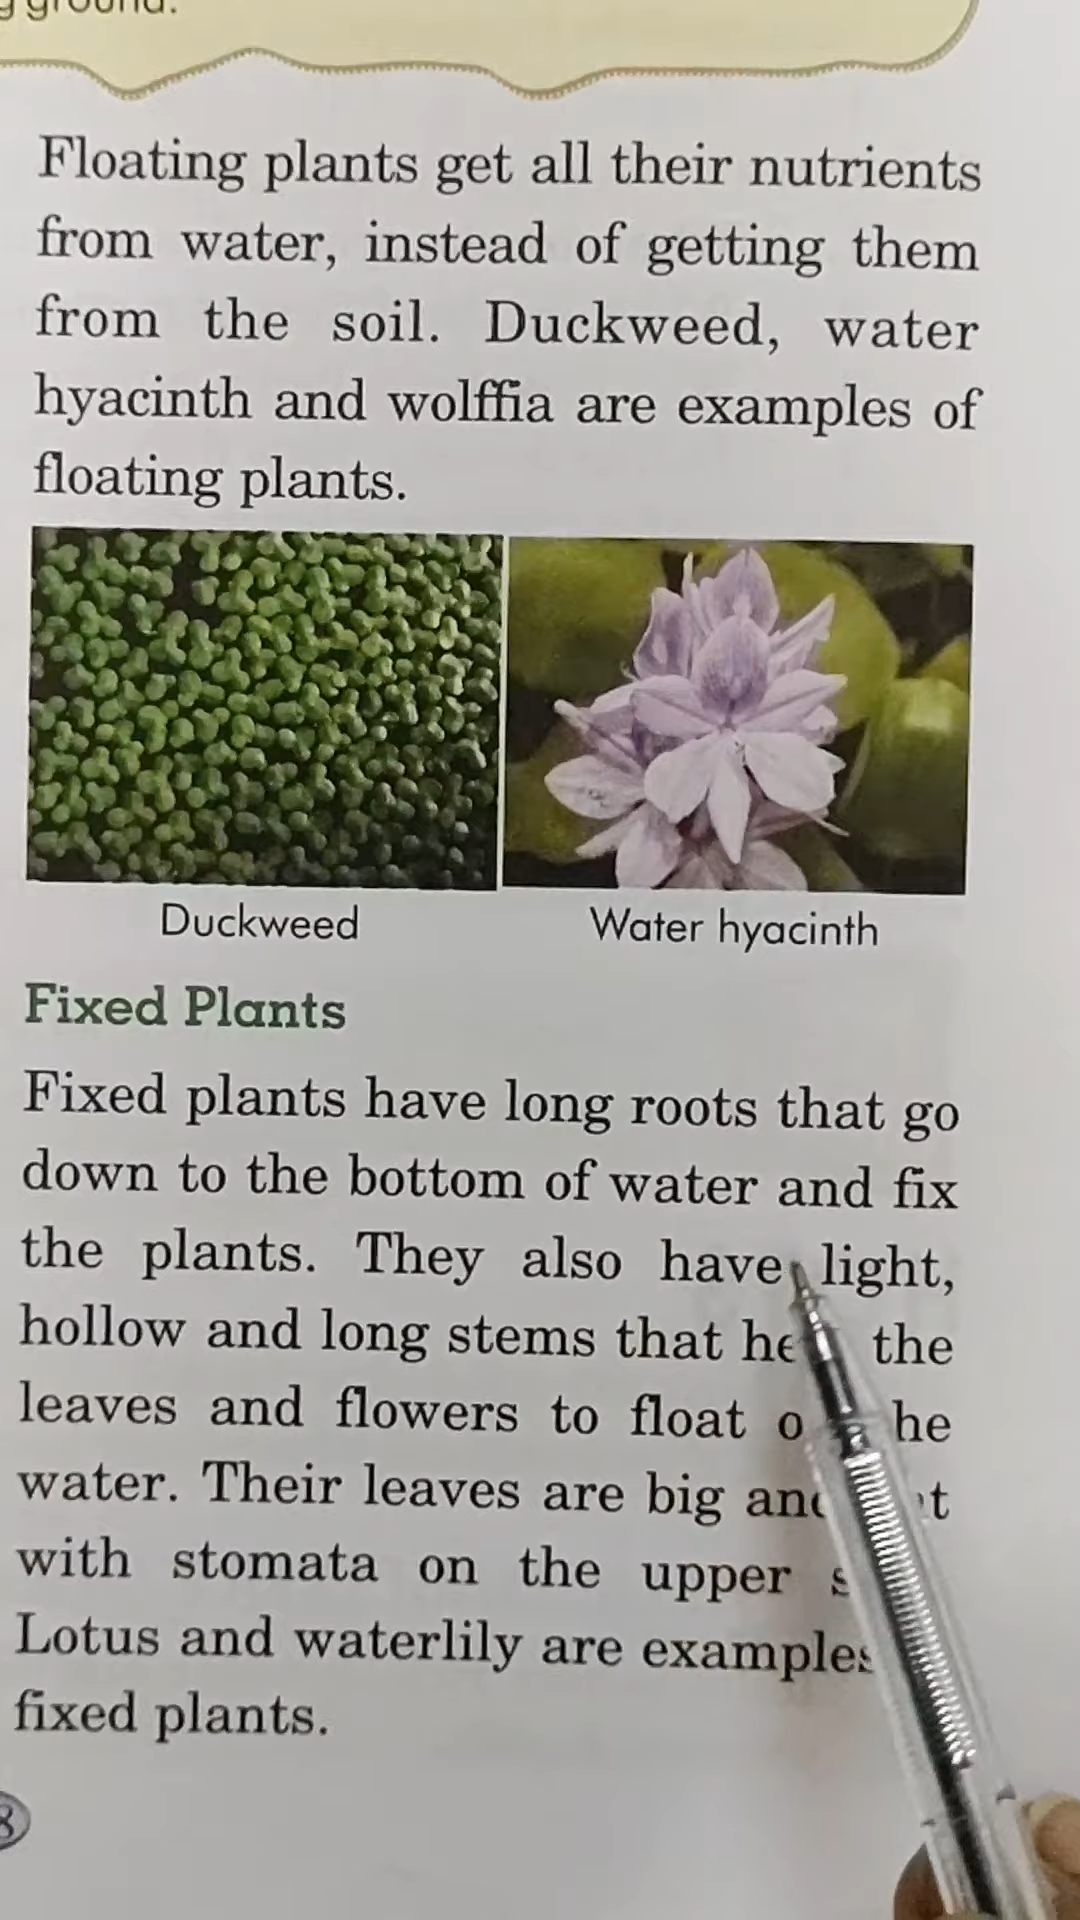 ground.
Floating plants get all their nutrients
from water, instead of getting them
from the soil. Duckweed, water
hyacinth and wolffia are examples of
floating plants.
Duckweed
Water hyacinth
Fixed Plants
Fixed plants have long roots that go
down to the bottom of water and fix
the plants. They also have light,
hollow and long stems that the
leaves and flowers to float
water. Their leaves are big
with stomata on the upper
Lotus and waterlily are examples
fixed plants.
8